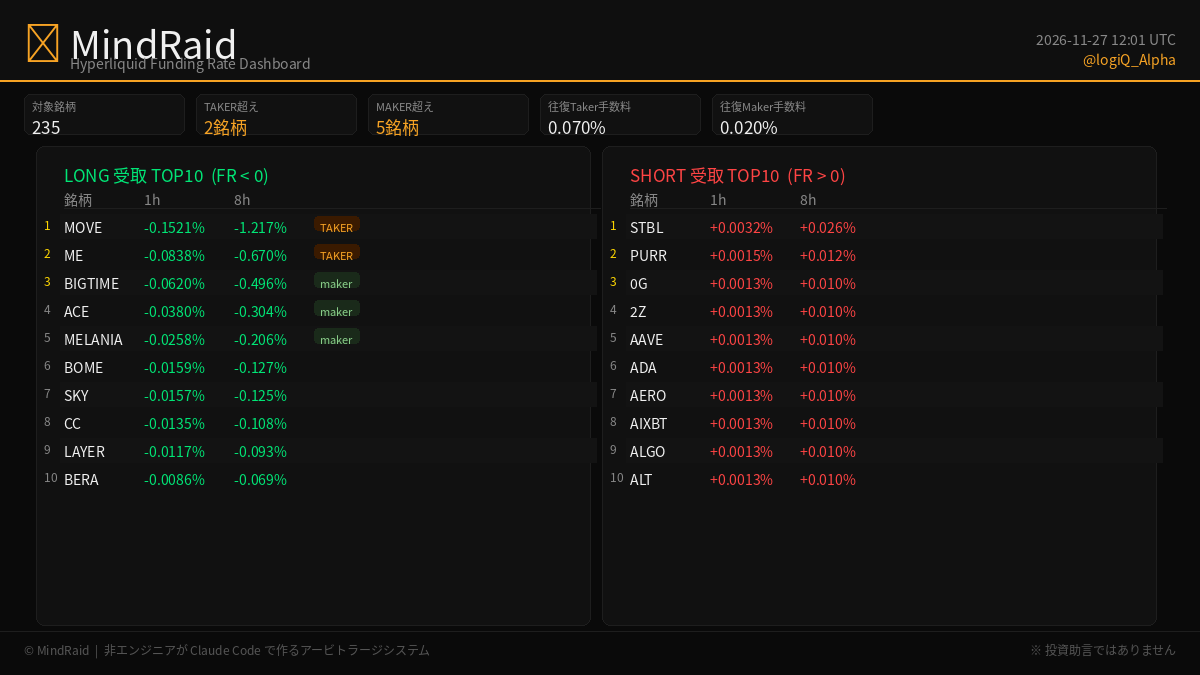 MindRaid
Hyperliquid Funding Rate Dashboard
2026-11-27 12:01 UTC
@logiQ_Alpha
対象銘柄
235
TAKER超え
2銘柄
MAKER超え
5銘柄
往復Taker手数料
0.070%
往復Maker手数料
0.020%
LONG 受取 TOP10 (FR < 0)
銘柄 1h 8h
1 MOVE -0.1521% -1.217% TAKER
2 ME -0.0838% -0.670% TAKER
3 BIGTIME -0.0620% -0.496% maker
4 ACE -0.0380% -0.304% maker
5 MELANIA -0.0258% -0.206% maker
6 BOME -0.0159% -0.127%
7 SKY -0.0157% -0.125%
8 CC -0.0135% -0.108%
9 LAYER -0.0117% -0.093%
10 BERA -0.0086% -0.069%
SHORT 受取 TOP10 (FR > 0)
銘柄 1h 8h
1 STBL +0.0032% +0.026%
2 PURR +0.0015% +0.012%
3 0G +0.0013% +0.010%
4 2Z +0.0013% +0.010%
5 AAVE +0.0013% +0.010%
6 ADA +0.0013% +0.010%
7 AERO +0.0013% +0.010%
8 AIXBT +0.0013% +0.010%
9 ALGO +0.0013% +0.010%
10 ALT +0.0013% +0.010%
© MindRaid | 非エンジニアが Claude Code で作るアービトラージシステム
※ 投資助言ではありません